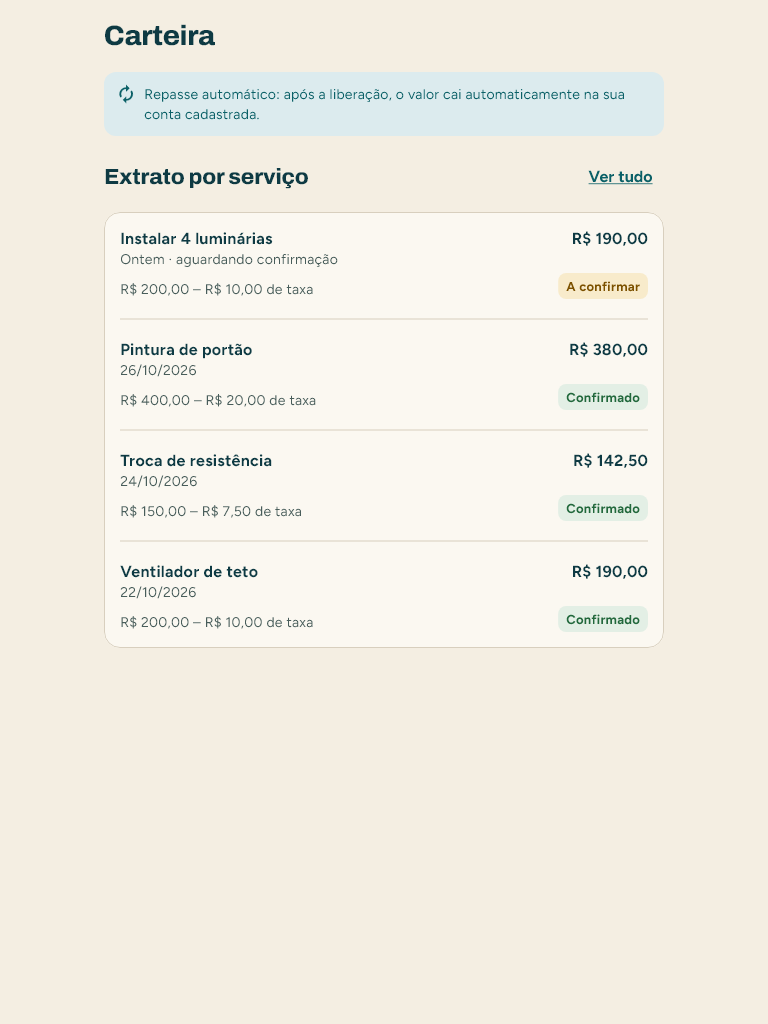 Carteira
Repasse automático: após a liberação, o valor cai automaticamente na sua
conta cadastrada.
Extrato por serviço
Ver tudo
Instalar 4 luminárias
R$ 190,00
Ontem · aguardando confirmação
R$ 200,00 – R$ 10,00 de taxa
A confirmar
Pintura de portão
R$ 380,00
26/10/2026
R$ 400,00 – R$ 20,00 de taxa
Confirmado
Troca de resistência
R$ 142,50
24/10/2026
R$ 150,00 – R$ 7,50 de taxa
Confirmado
Ventilador de teto
R$ 190,00
22/10/2026
R$ 200,00 – R$ 10,00 de taxa
Confirmado